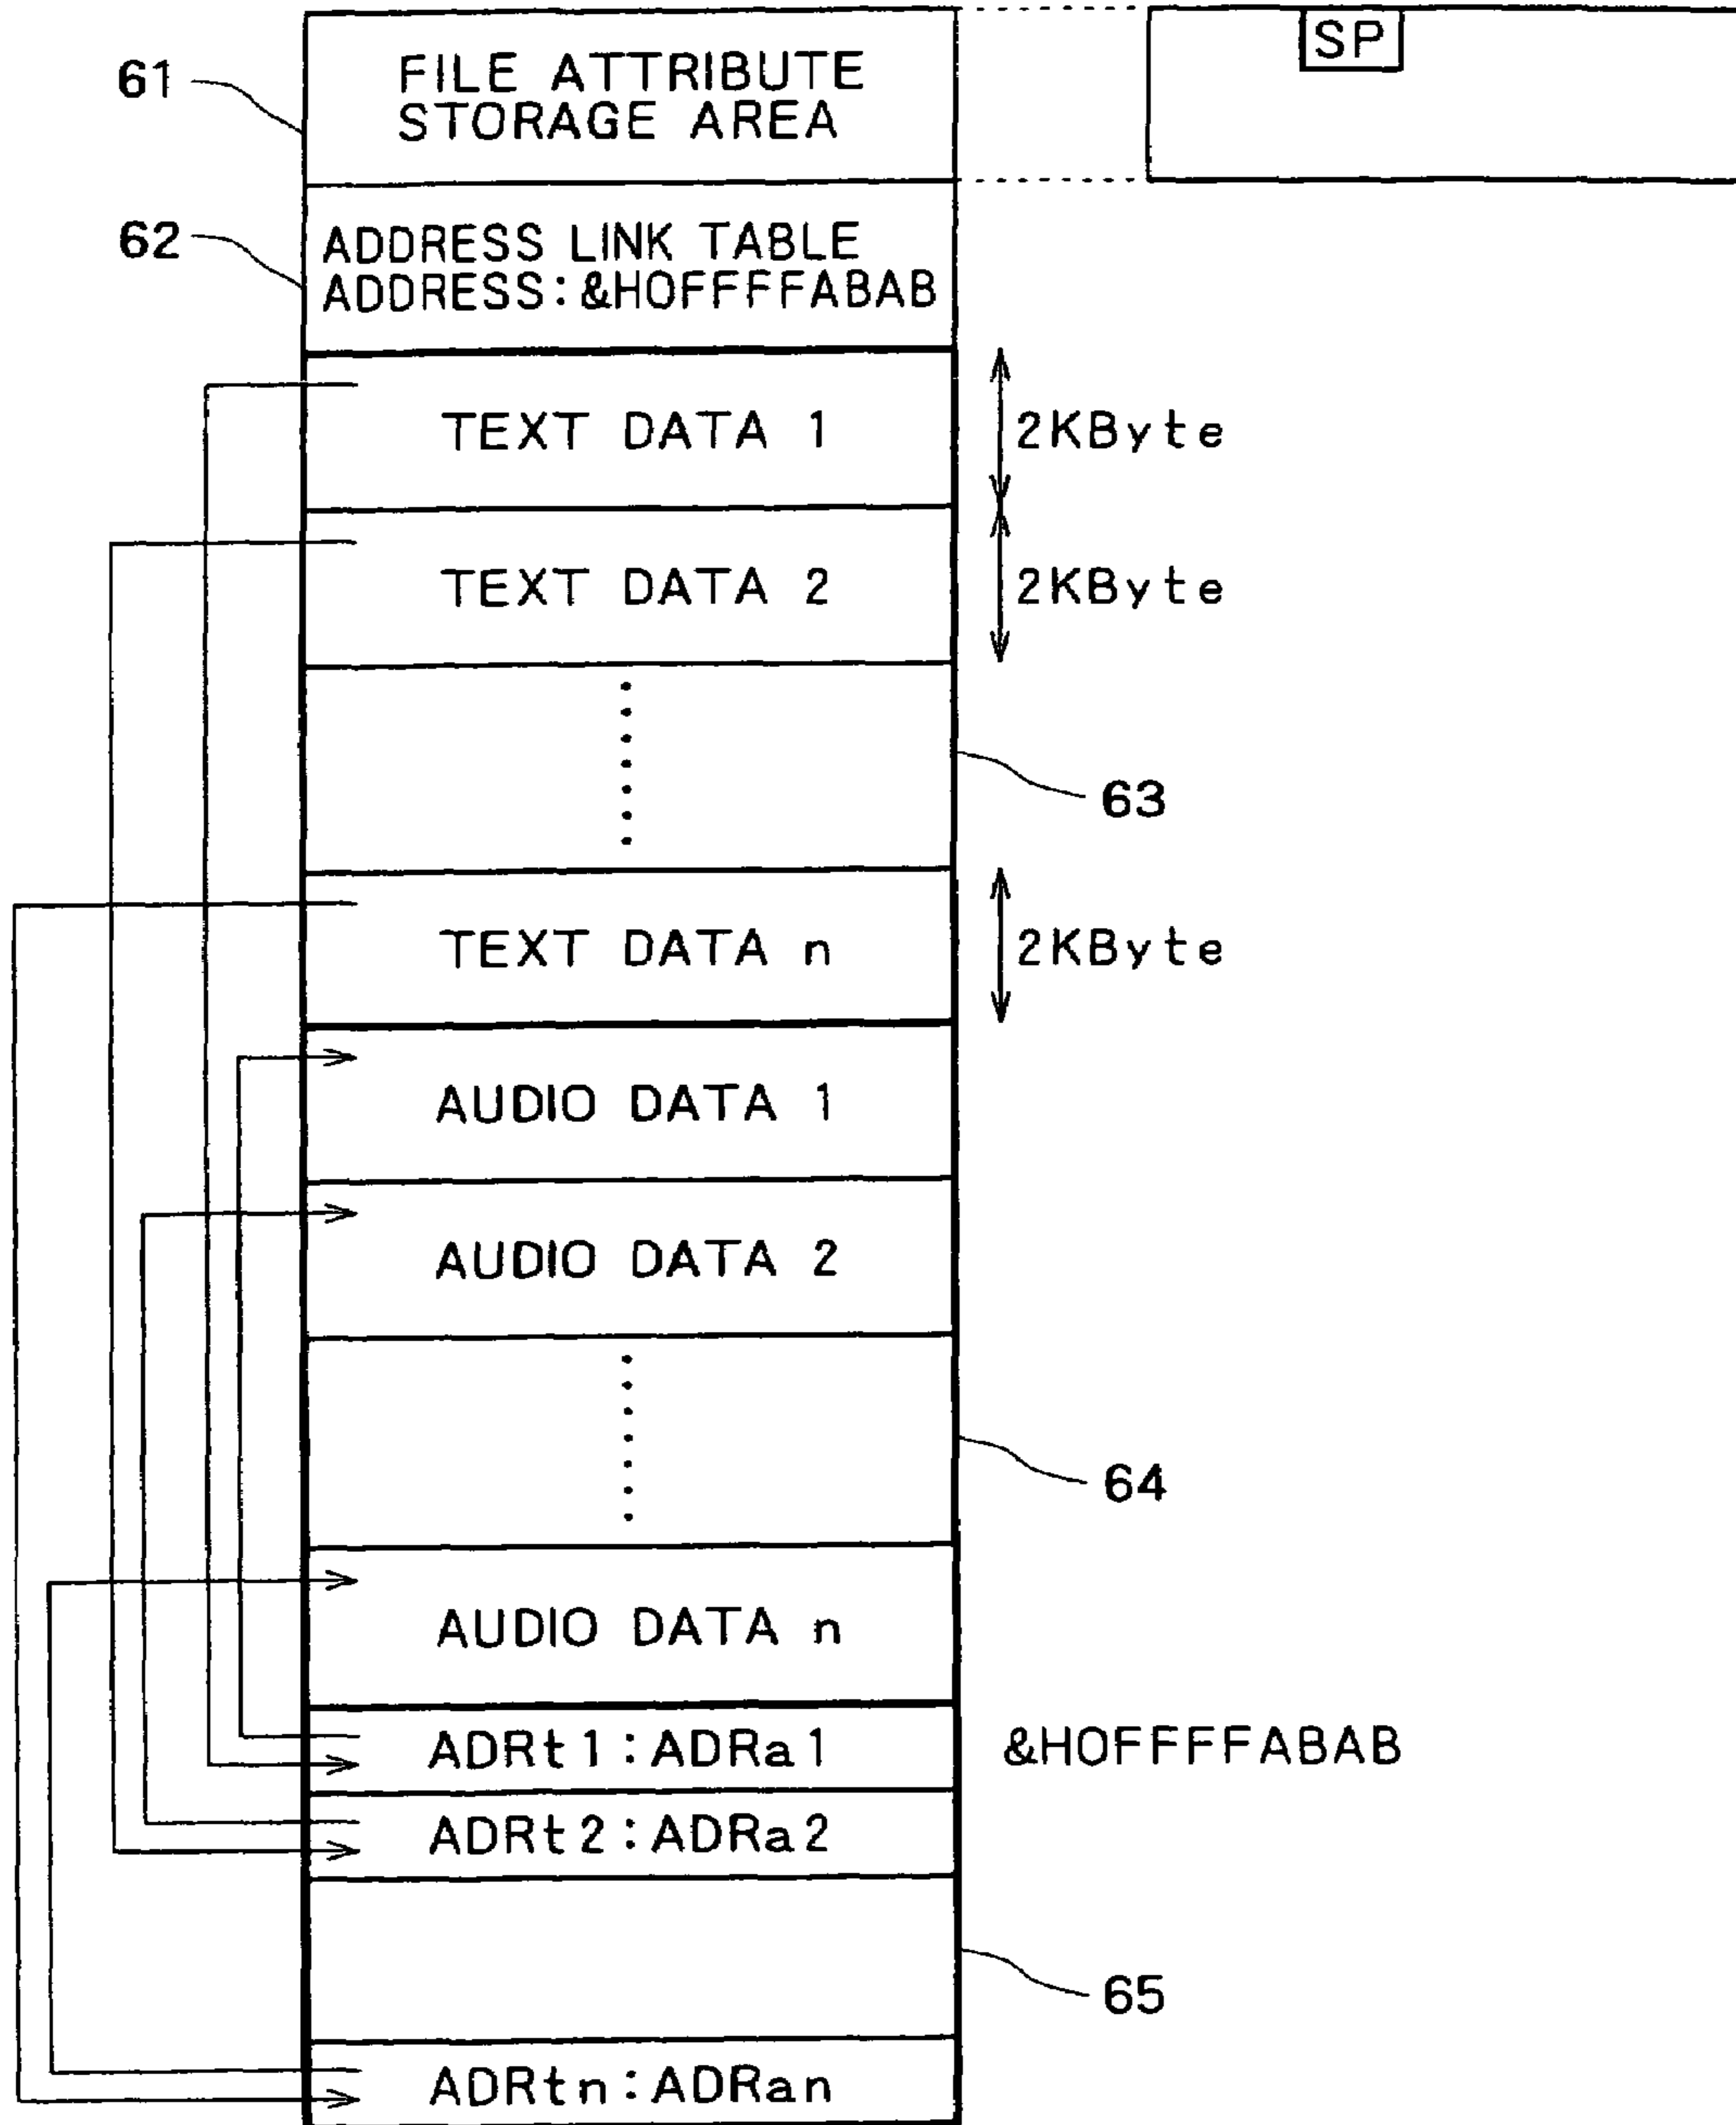 SP
61
FILE ATTRIBUTE
STORAGE AREA
62
ADDRESS LINK TABLE
ADDRESS:&HOFFFFABAB
TEXT DATA 1
2KByte
TEXT DATA 2
2KByte
63
TEXT DATA n
2KByte
AUDIO DATA 1
AUDIO DATA 2
64
AUDIO DATA n
ADRt1:ADRa1
&HOFFFFABAB
ADRt2:ADRa2
65
ADRtn:ADRan